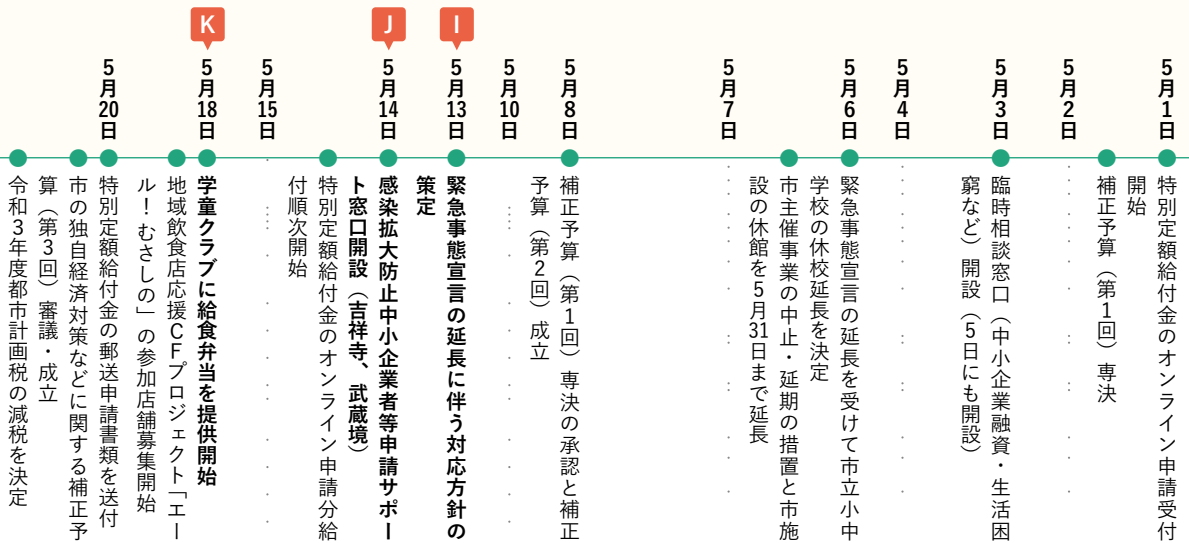 5月1日
特別定額給付金のオンライン申請受付
開始
補正予算（第1回）専決
5月2日
5月3日
臨時相談窓口（中小企業融資・生活困
窮など）開設（5日にも開設）
5月4日
5月6日
緊急事態宣言の延長を受けて市立小中
学校の休校延長を決定
市主催事業の中止・延期の措置と市施
設の休館を5月31日まで延長
5月7日
5月8日
補正予算（第1回）専決の承認と補正
予算（第2回）成立
5月10日
I
5月13日
緊急事態宣言の延長に伴う対応方針の
策定
J
5月14日
感染拡大防止中小企業者等申請サポー
ト窓口開設（吉祥寺、武蔵境）
特別定額給付金のオンライン申請分給
付順次開始
5月15日
K
5月18日
学童クラブに給食弁当を提供開始
地域飲食店応援CFプロジェクト「エー
ル！むさしの」の参加店舗募集開始
5月20日
特別定額給付金の郵送申請書類を送付
市の独自経済対策などに関する補正予
算（第3回）審議・成立
令和3年度都市計画税の減税を決定